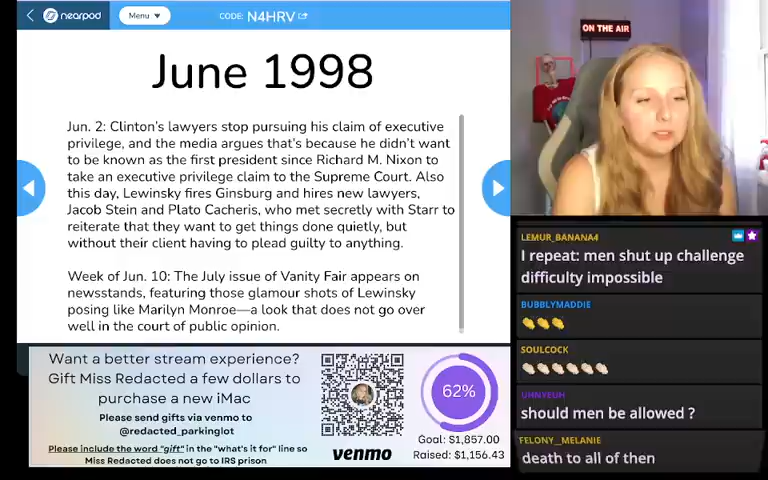 nearpod
Menu
CODE: N4HRV
June 1998
Jun. 2: Clinton's lawyers stop pursuing his claim of executive
privilege, and the media argues that's because he didn't want
to be known as the first president since Richard M. Nixon to
take an executive privilege claim to the Supreme Court. Also
this day, Lewinsky fires Ginsburg and hires new lawyers,
Jacob Stein and Plato Cacheris, who met secretly with Starr to
reiterate that they want to get things done quietly, but
without their client having to plead guilty to anything.
Week of Jun. 10: The July issue of Vanity Fair appears on
newsstands, featuring those glamour shots of Lewinsky
posing like Marilyn Monroe—a look that does not go over
well in the court of public opinion.
Want a better stream experience?
Gift Miss Redacted a few dollars to
purchase a new iMac
Please send gifts via venmo to
@redacted_parkinglot
Please include the word "gift" in the "what's it for" line so
Miss Redacted does not go to IRS prison
venmo
62%
Goal: $1,857.00
Raised: $1,156.43
ON THE AIR
LEMUR_BANANA4
I repeat: men shut up challenge
difficulty impossible
BUBBLYMADDIE
SOULCOCK
UHNYEUH
should men be allowed ?
FELONY_MELANIE
death to all of then